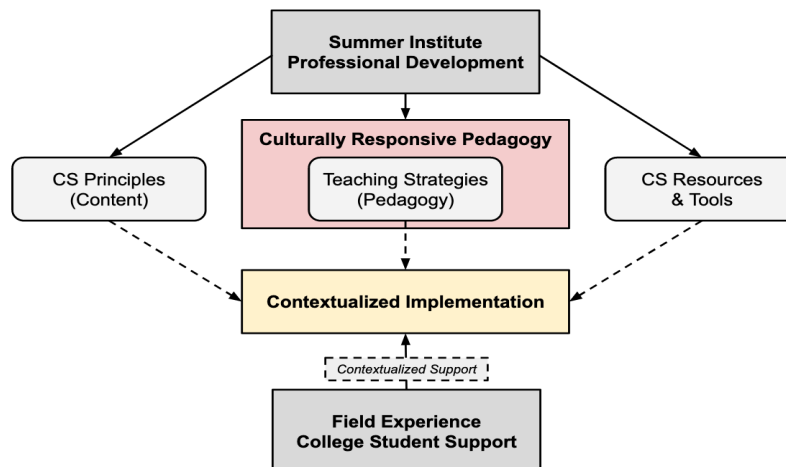 Summer Institute
Professional Development
Culturally Responsive Pedagogy
CS Principles
(Content)
Teaching Strategies
(Pedagogy)
CS Resources
& Tools
Contextualized Implementation
Contextualized Support
Field Experience
College Student Support